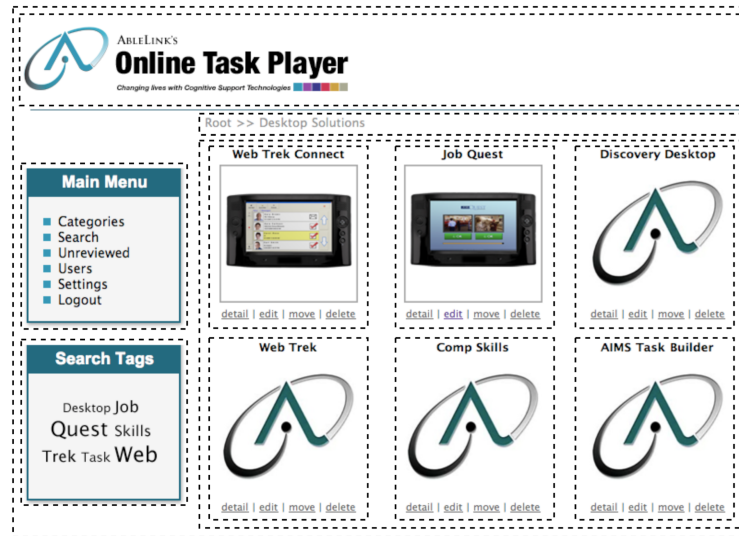 ABLELINK'S
Online Task Player
Changing lives with Cognitive Support Technologies
Root >> Desktop Solutions
Main Menu
Categories
Search
Unreviewed
Users
Settings
Logout
Search Tags
Desktop Job
Quest Skills
Trek Task Web
Web Trek Connect
detail | edit | move | delete
Job Quest
detail | edit | move | delete
Discovery Desktop
detail | edit | move | delete
Web Trek
detail | edit | move | delete
Comp Skills
detail | edit | move | delete
AIMS Task Builder
detail | edit | move | delete